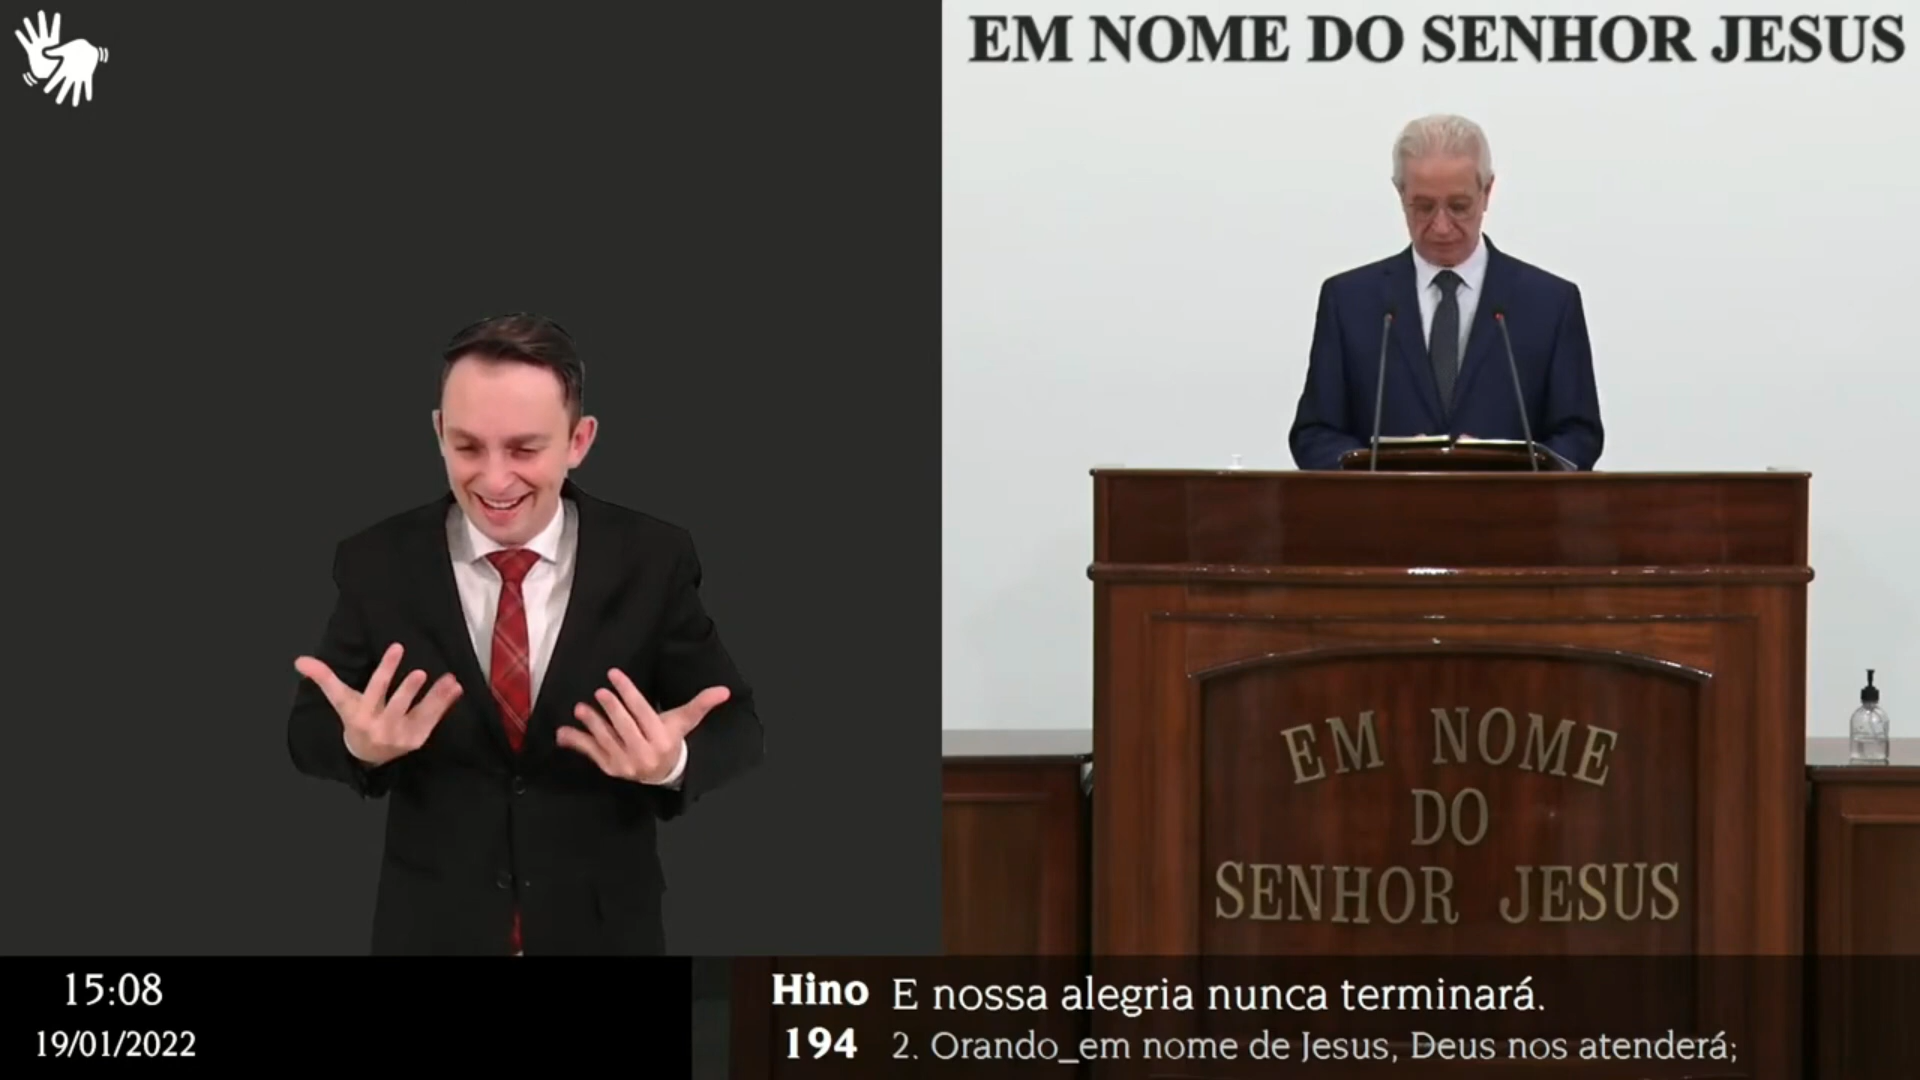 EM NOME DO SENHOR JESUS
EM NOME
DO
SENHOR JESUS
15:08
19/01/2022
Hino E nossa alegria nunca terminará.
194 2. Orando_em nome de Jesus, Deus nos atenderá;